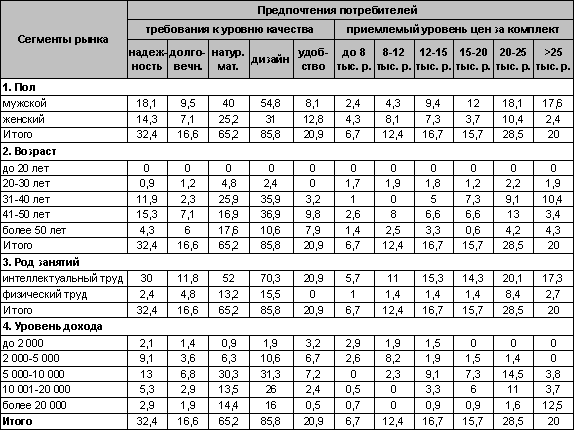 Сегменты рынка
Предпочтения потребителей
требования к уровню качества приемлемый уровень цен за комплект
надеж-ность долго-вечн. натур. мат. дизайн удоб-ство до 8 тыс. р. 8-12 тыс. р. 12-15 тыс. р. 15-20 тыс. р. 20-25 тыс. р. >25 тыс. р.
1. Пол
мужской 18,1 9,5 40 54,8 8,1 2,4 4,3 9,4 12 18,1 17,6
женский 14,3 7,1 25,2 31 12,8 4,3 8,1 7,3 3,7 10,4 2,4
Итого 32,4 16,6 65,2 85,8 20,9 6,7 12,4 16,7 15,7 28,5 20
2. Возраст
до 20 лет 0 0 0 0 0 0 0 0 0 0 0
20-30 лет 0,9 1,2 4,8 2,4 0 1,7 1,9 1,8 1,2 2,2 1,9
31-40 лет 11,9 2,3 25,9 35,9 3,2 1 0 5 7,3 9,1 10,4
41-50 лет 15,3 7,1 16,9 36,9 9,8 2,6 8 6,6 6,6 13 3,4
более 50 лет 4,3 6 17,6 10,6 7,9 1,4 2,5 3,3 0,6 4,2 4,3
Итого 32,4 16,6 65,2 85,8 20,9 6,7 12,4 16,7 15,7 28,5 20
3. Род занятий
интеллектуальный труд 30 11,8 52 70,3 20,9 5,7 11 15,3 14,3 20,1 17,3
физический труд 2,4 4,8 13,2 15,5 0 1 1,4 1,4 1,4 8,4 2,7
Итого 32,4 16,6 65,2 85,8 20,9 6,7 12,4 16,7 15,7 28,5 20
4. Уровень дохода
до 2 000 2,1 1,4 0,9 1,9 3,2 2,9 1,9 1,5 0 0 0
2 000-5 000 9,1 3,6 6,3 10,6 6,7 2,6 8,2 1,9 1,5 1,4 0
5 000-10 000 13 6,8 30,3 31,3 7,2 0 2,3 9,1 7,3 14,5 3,8
10 001-20 000 5,3 2,9 13,5 26 2,4 0,5 0 3,3 6 11 3,7
более 20 000 2,9 1,9 14,4 16 0,5 0,7 0 0,9 0,9 1,6 12,5
Итого 32,4 16,6 65,2 85,8 20,9 6,7 12,4 16,7 15,7 28,5 20